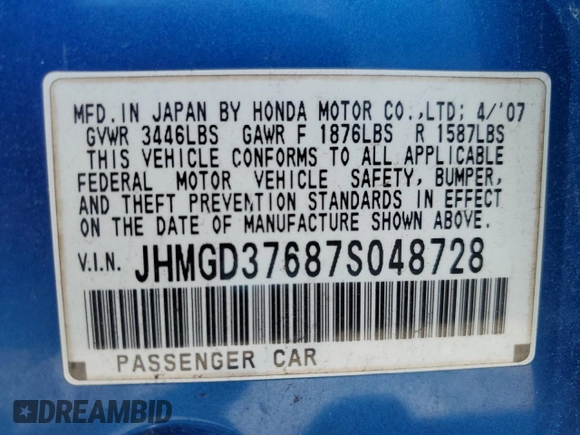 MFD. IN JAPAN BY HONDA MOTOR CO.,LTD; 4/'07
GVWR 3446LBS GAWR F 1876LBS R 1587LBS
THIS VEHICLE CONFORMS TO ALL APPLICABLE
FEDERAL MOTOR VEHICLE SAFETY, BUMPER,
AND THEFT PREVENTION STANDARDS IN EFFECT
ON THE DATE OF MANUFACTURE SHOWN ABOVE.
V.I.N. JHMGD37687S048728
PASSENGER CAR
DREAMBID